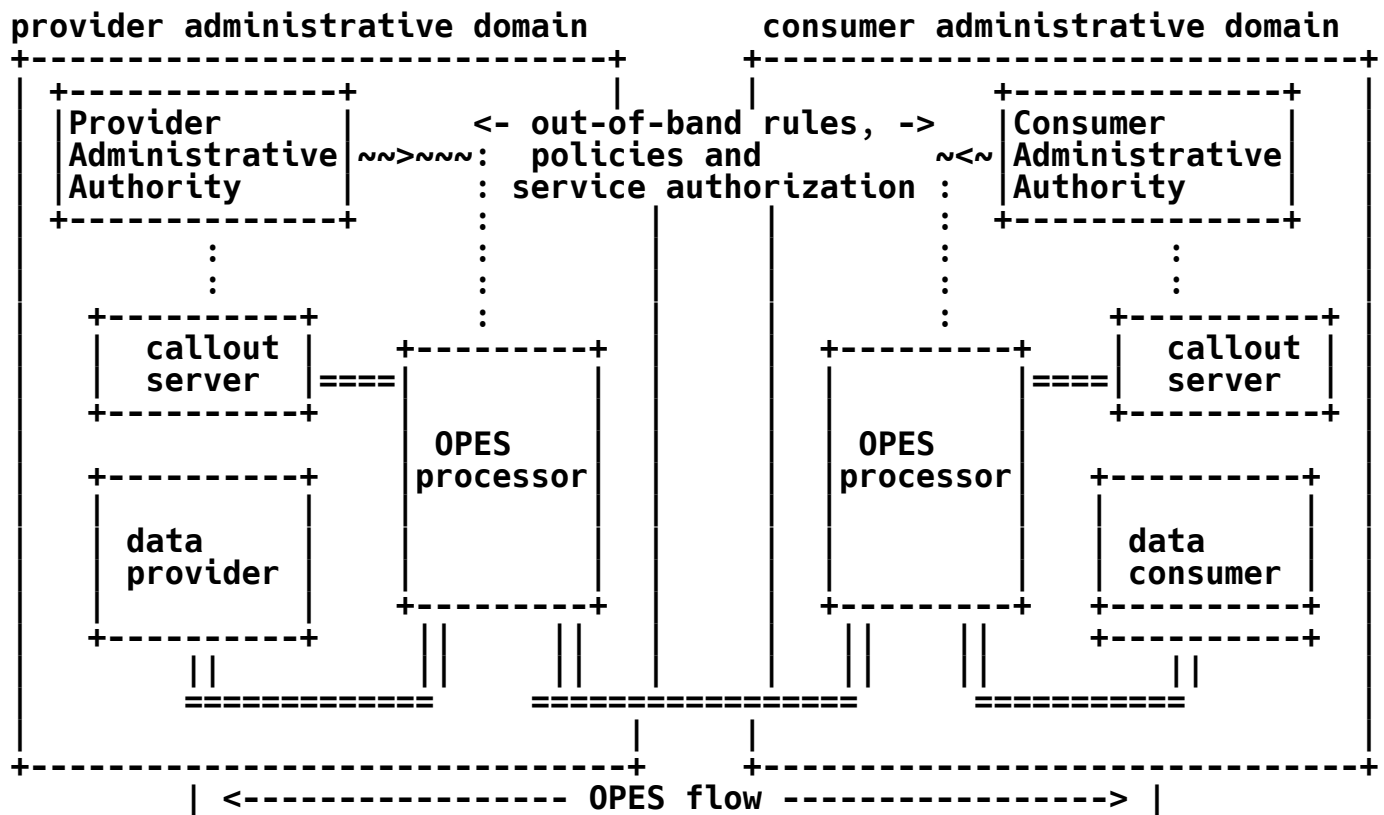 provider administrative domain consumer administrative domain
Provider <- out-of-band rules, -> Consumer
Administrative ~~>~~~: policies and ~<~ Administrative
Authority : service authorization : Authority
callout callout
server ==== ==== server
OPES OPES
processor processor
data data
provider consumer
| <----------------- OPES flow -----------------> |